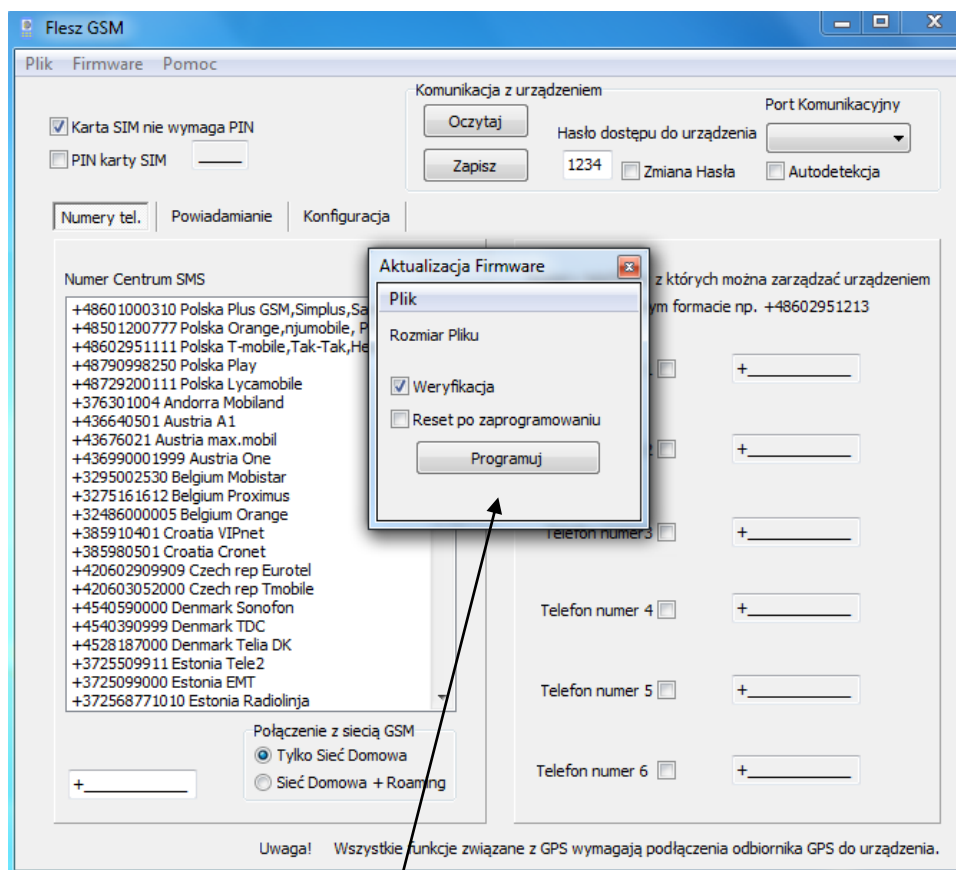 Flesz GSM
Plik Firmware Pomoc
Komunikacja z urządzeniem
Karta SIM nie wymaga PIN
PIN karty SIM
Oczytaj
Zapisz
Hasło dostępu do urządzenia
1234
Zmiana Hasła
Port Komunikacyjny
Autodetekcja
Numery tel. Powiadamianie Konfiguracja
Numer Centrum SMS
+48601000310 Polska Plus GSM,Simplus,Sa
+48501200777 Polska Orange,njumobile, P
+48602951111 Polska T-mobile,Tak-Tak,He
+48790998250 Polska Play
+48729200111 Polska Lycamobile
+376301004 Andorra Mobiland
+436640501 Austria A1
+43676021 Austria max.mobil
+436990001999 Austria One
+3295002530 Belgium Mobistar
+3275161612 Belgium Proximus
+32486000005 Belgium Orange
+385910401 Croatia VIPnet
+385980501 Croatia Cronet
+420602909909 Czech rep Eurotel
+420603052000 Czech rep Tmobile
+4540590000 Denmark Sonofon
+4540390999 Denmark TDC
+4528187000 Denmark Telia DK
+3725509911 Estonia Tele2
+3725099000 Estonia EMT
+372568771010 Estonia Radiolinja
+__________
Połączenie z siecią GSM
Tylko Sieć Domowa
Sieć Domowa + Roaming
Aktualizacja Firmware
Plik
Rozmiar Pliku
Weryfikacja
Reset po zaprogramowaniu
Programuj
z których można zarządzać urządzeniem
ym formacie np. +48602951213
+__________
2 +__________
Telefon numer3 +__________
Telefon numer 4 +__________
Telefon numer 5 +__________
Telefon numer 6 +__________
Uwaga! Wszystkie funkcje związane z GPS wymagają podłączenia odbiornika GPS do urządzenia.